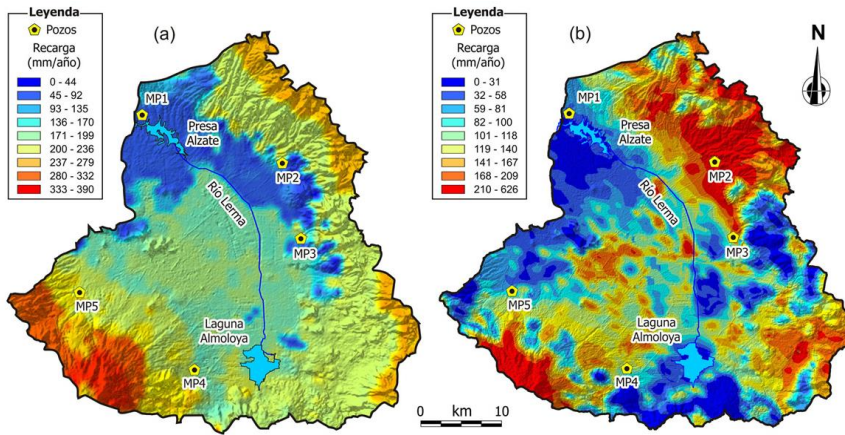 Leyenda
Pozos
Recarga
(mm/año)
0 - 44
45 - 92
93 - 135
136 - 170
171 - 199
200 - 236
237 - 279
280 - 332
333 - 390
(a)
MP1
Presa
Alzate
MP2
Río Lerma
MP3
MP5
Laguna
Almoloya
MP4
0 km 10
Leyenda
Pozos
Recarga
(mm/año)
0 - 31
32 - 58
59 - 81
82 - 100
101 - 118
119 - 140
141 - 167
168 - 209
210 - 626
(b)
N
MP1
Presa
Alzate
MP2
Río Lerma
MP3
MP5
Laguna
Almoloya
MP4